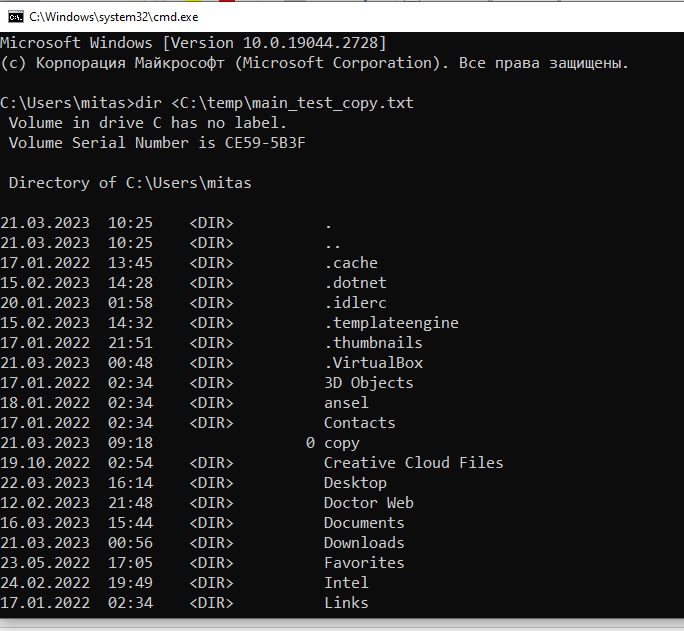 C:\Windows\system32\cmd.exe
Microsoft Windows [Version 10.0.19044.2728]
(c) Корпорация Майкрософт (Microsoft Corporation). Все права защищены.
C:\Users\mitas>dir <C:\temp\main_test_copy.txt
Volume in drive C has no label.
Volume Serial Number is CE59-5B3F
Directory of C:\Users\mitas
21.03.2023 10:25 <DIR> .
21.03.2023 10:25 <DIR> ..
17.01.2022 13:45 <DIR> .cache
15.02.2023 14:28 <DIR> .dotnet
20.01.2023 01:58 <DIR> .idlerc
15.02.2023 14:32 <DIR> .templateengine
17.01.2022 21:51 <DIR> .thumbnails
21.03.2023 00:48 <DIR> .VirtualBox
17.01.2022 02:34 <DIR> 3D Objects
18.01.2022 02:34 <DIR> ansel
17.01.2022 02:34 <DIR> Contacts
21.03.2023 09:18 0 copy
19.10.2022 02:54 <DIR> Creative Cloud Files
22.03.2023 16:14 <DIR> Desktop
12.02.2023 21:48 <DIR> Doctor Web
16.03.2023 15:44 <DIR> Documents
21.03.2023 00:56 <DIR> Downloads
23.05.2022 17:05 <DIR> Favorites
24.02.2022 19:49 <DIR> Intel
17.01.2022 02:34 <DIR> Links